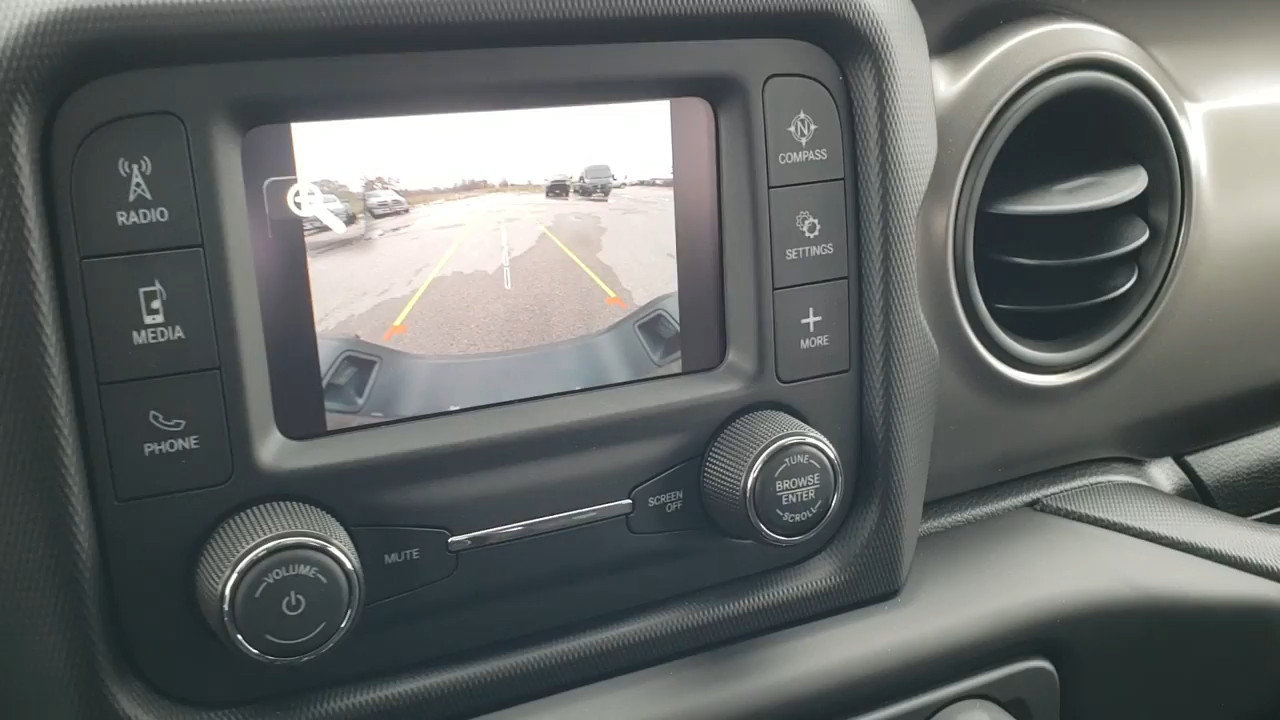 RADIO
MEDIA
PHONE
N
COMPASS
SETTINGS
MORE
VOLUME
MUTE
SCREEN
OFF
TUNE
BROWSE
ENTER
SCROLL